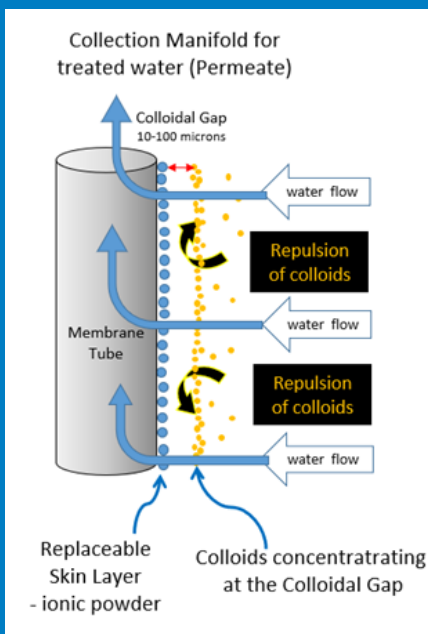 Collection Manifold for
treated water (Permeate)
Colloidal Gap
10-100 microns
water flow
Repulsion
of colloids
water flow
Membrane
Tube
Repulsion
of colloids
water flow
Replaceable
Skin Layer
- ionic powder
Colloids concentratrating
at the Colloidal Gap